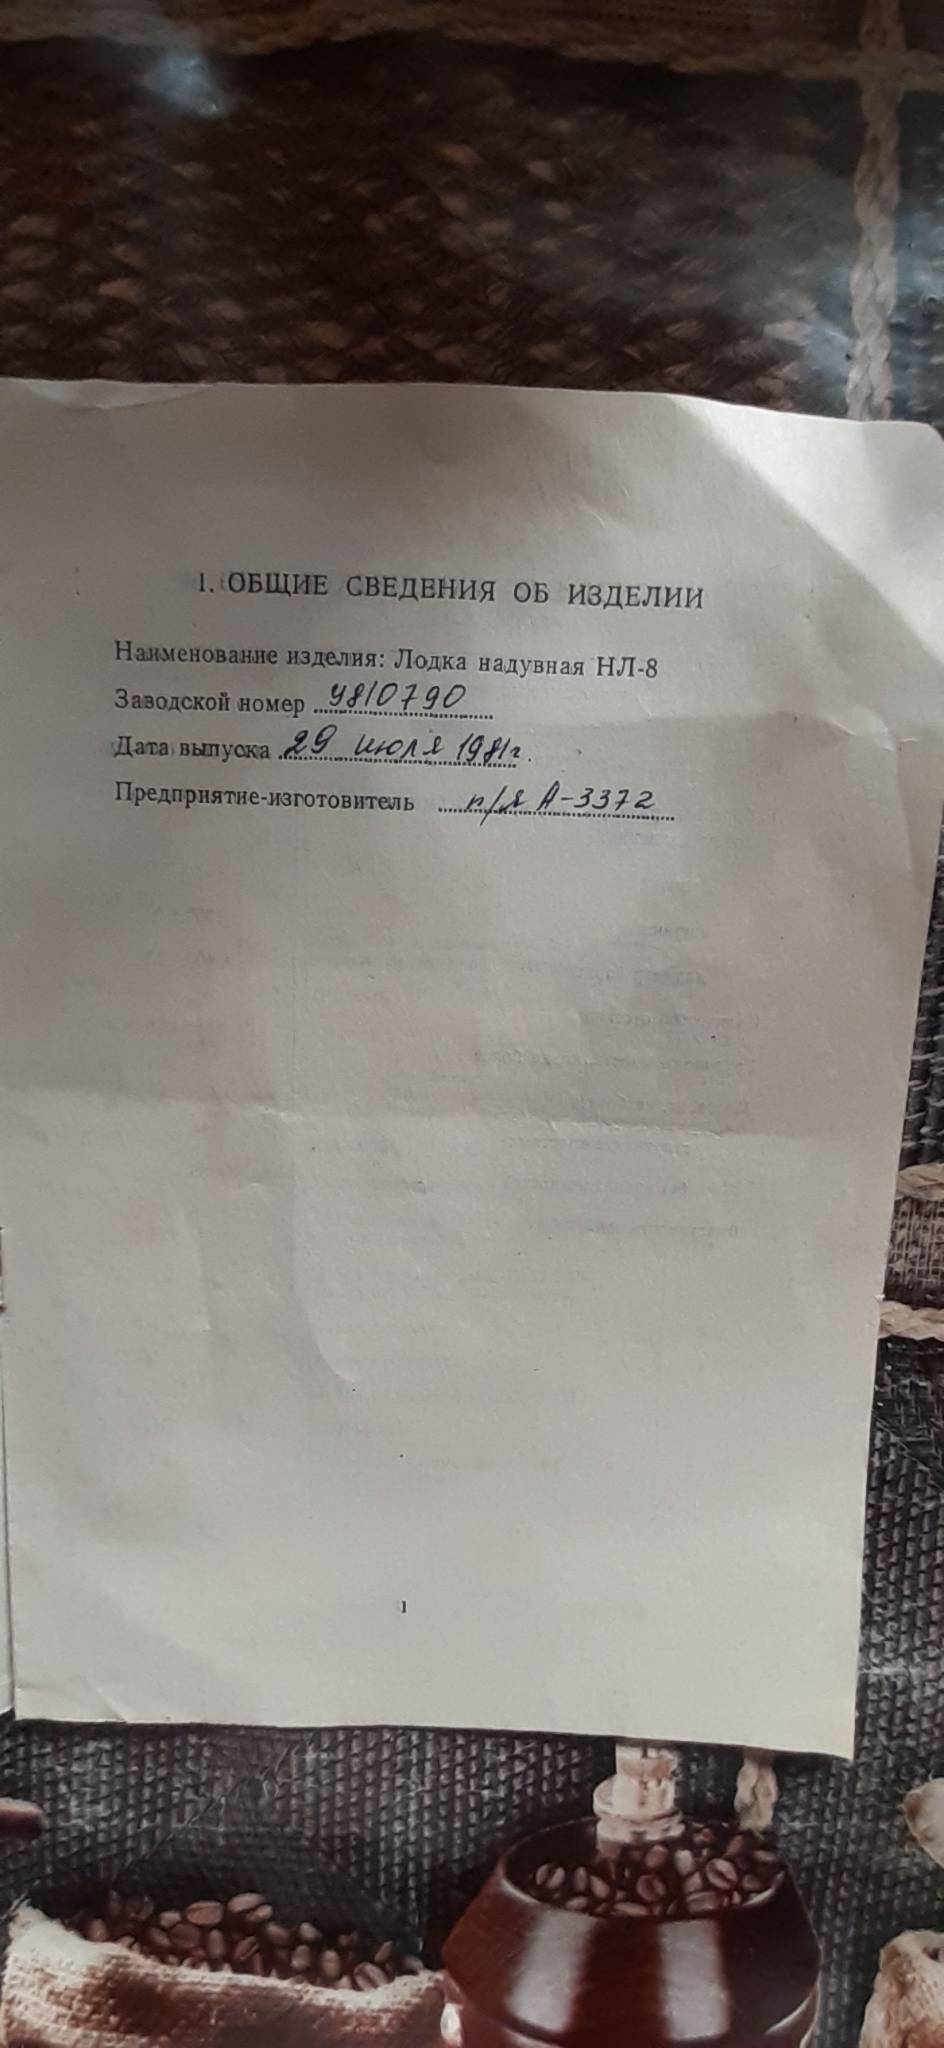 1. ОБЩИЕ СВЕДЕНИЯ ОБ ИЗДЕЛИИ
Наименование изделия: Лодка надувная НЛ-8
Заводской номер 9810790
Дата выпуска 29 июля 1981г.
Предприятие-изготовитель п/я А-3372
1